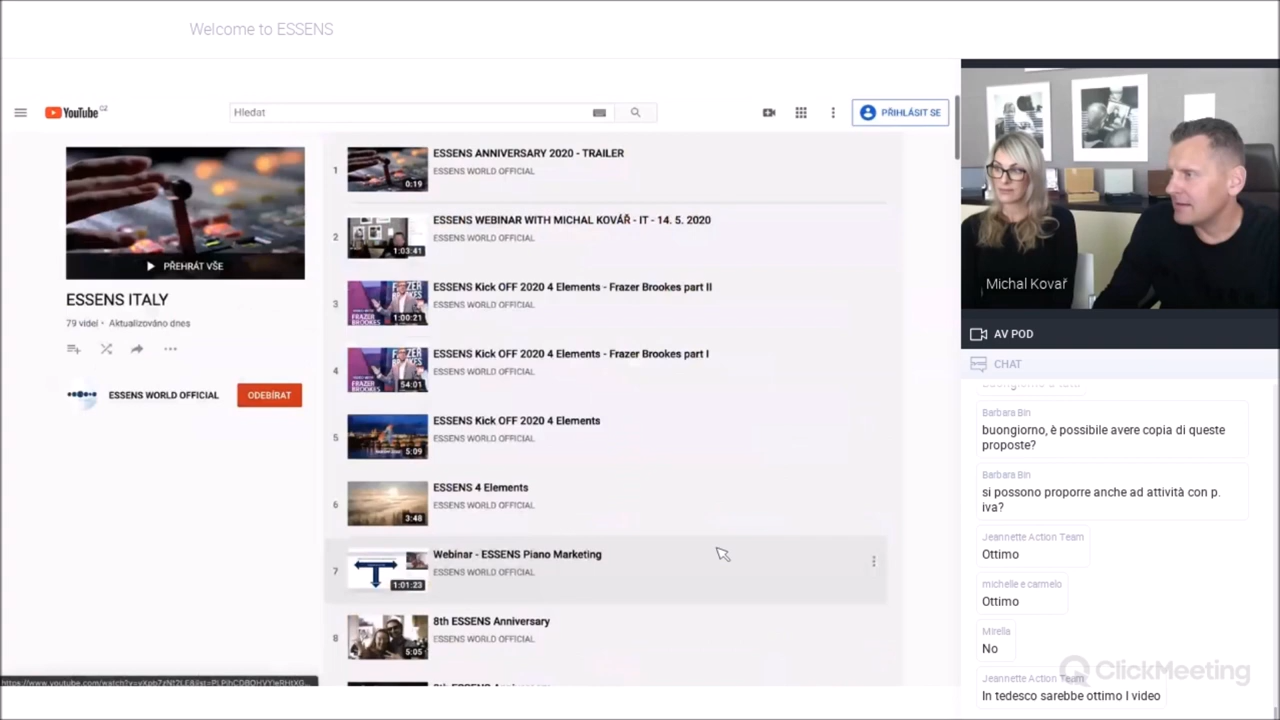 Welcome to ESSENS
YouTube CZ
Hledat
PŘIHLÁSIT SE
PŘEHRÁT VŠE
ESSENS ITALY
79 videí • Aktualizováno dnes
ESSENS WORLD OFFICIAL
ODEBÍRAT
1
0:19
ESSENS ANNIVERSARY 2020 - TRAILER
ESSENS WORLD OFFICIAL
2
1:03:41
ESSENS WEBINAR WITH MICHAL KOVÁŘ - IT - 14. 5. 2020
ESSENS WORLD OFFICIAL
3
FRAZER
1:00:21
ESSENS Kick OFF 2020 4 Elements - Frazer Brookes part II
ESSENS WORLD OFFICIAL
4
FRAZER
54:01
ESSENS Kick OFF 2020 4 Elements - Frazer Brookes part I
ESSENS WORLD OFFICIAL
5
5:09
ESSENS Kick OFF 2020 4 Elements
ESSENS WORLD OFFICIAL
6
3:48
ESSENS 4 Elements
ESSENS WORLD OFFICIAL
7
1:01:23
Webinar - ESSENS Piano Marketing
ESSENS WORLD OFFICIAL
8
5:05
8th ESSENS Anniversary
ESSENS WORLD OFFICIAL
Michal Kovař
AV POD
CHAT
Barbara Bin
buongiorno, è possibile avere copia di queste
proposte?
Barbara Bin
si possono proporre anche ad attività con p.
iva?
Jeannette Action Team
Ottimo
michelle e carmelo
Ottimo
Mirella
No
Jeannette Action Team
In tedesco sarebbe ottimo I video
ClickMeeting